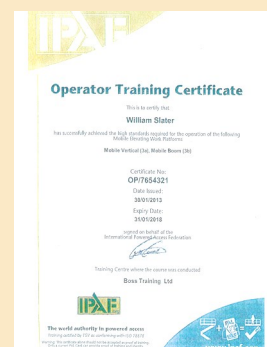 IPAF
Operator Training Certificate
This is to certify that
William Slater
has successfully achieved the high standards required for the operation of the following
Mobile Elevating Work Platforms
Mobile Vertical (3a), Mobile Boom (3b)
Certificate No:
OP/7654321
Date Issued:
30/01/2013
Expiry Date:
31/01/2018
signed on behalf of the
International Powered Access Federation
Training Centre where the course was conducted
Boss Training Ltd
IPAF
The world authority in powered access